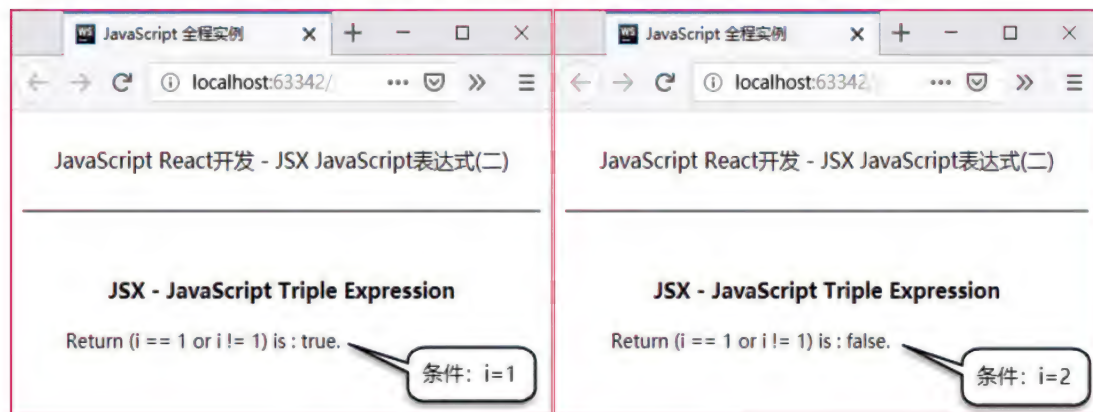 JavaScript 全程实例
localhost:63342/
JavaScript React开发 - JSX JavaScript表达式(二)
JSX - JavaScript Triple Expression
Return (i == 1 or i != 1) is : true.
条件：i=1
JavaScript 全程实例
localhost:63342
JavaScript React开发 - JSX JavaScript表达式(二)
JSX - JavaScript Triple Expression
Return (i == 1 or i != 1) is : false.
条件：i=2